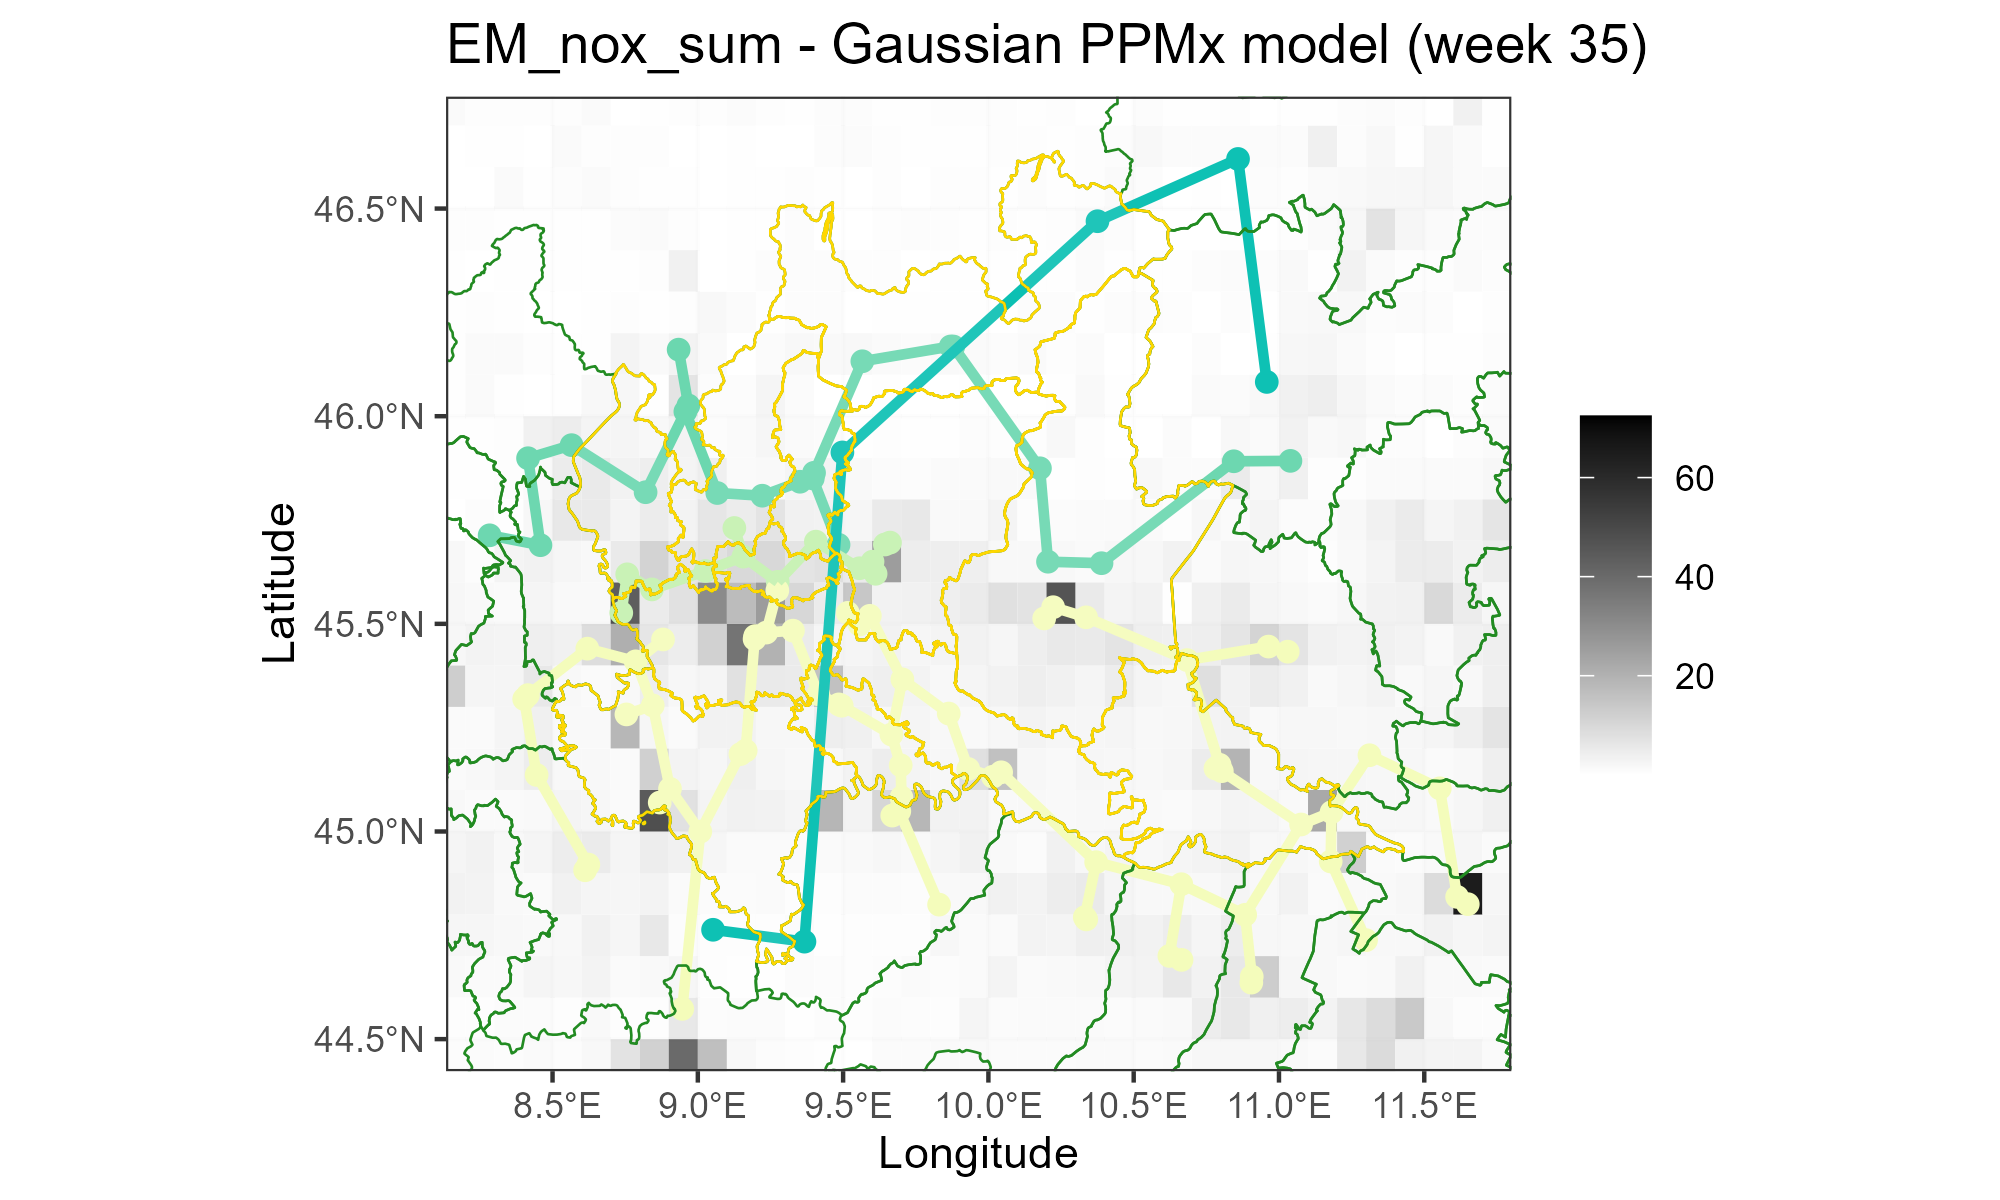 EM_nox_sum - Gaussian PPMx model (week 35)
46.5°N
46.0°N
45.5°N
45.0°N
44.5°N
Latitude
8.5°E
9.0°E
9.5°E
10.0°E
10.5°E
11.0°E
11.5°E
Longitude
60
40
20